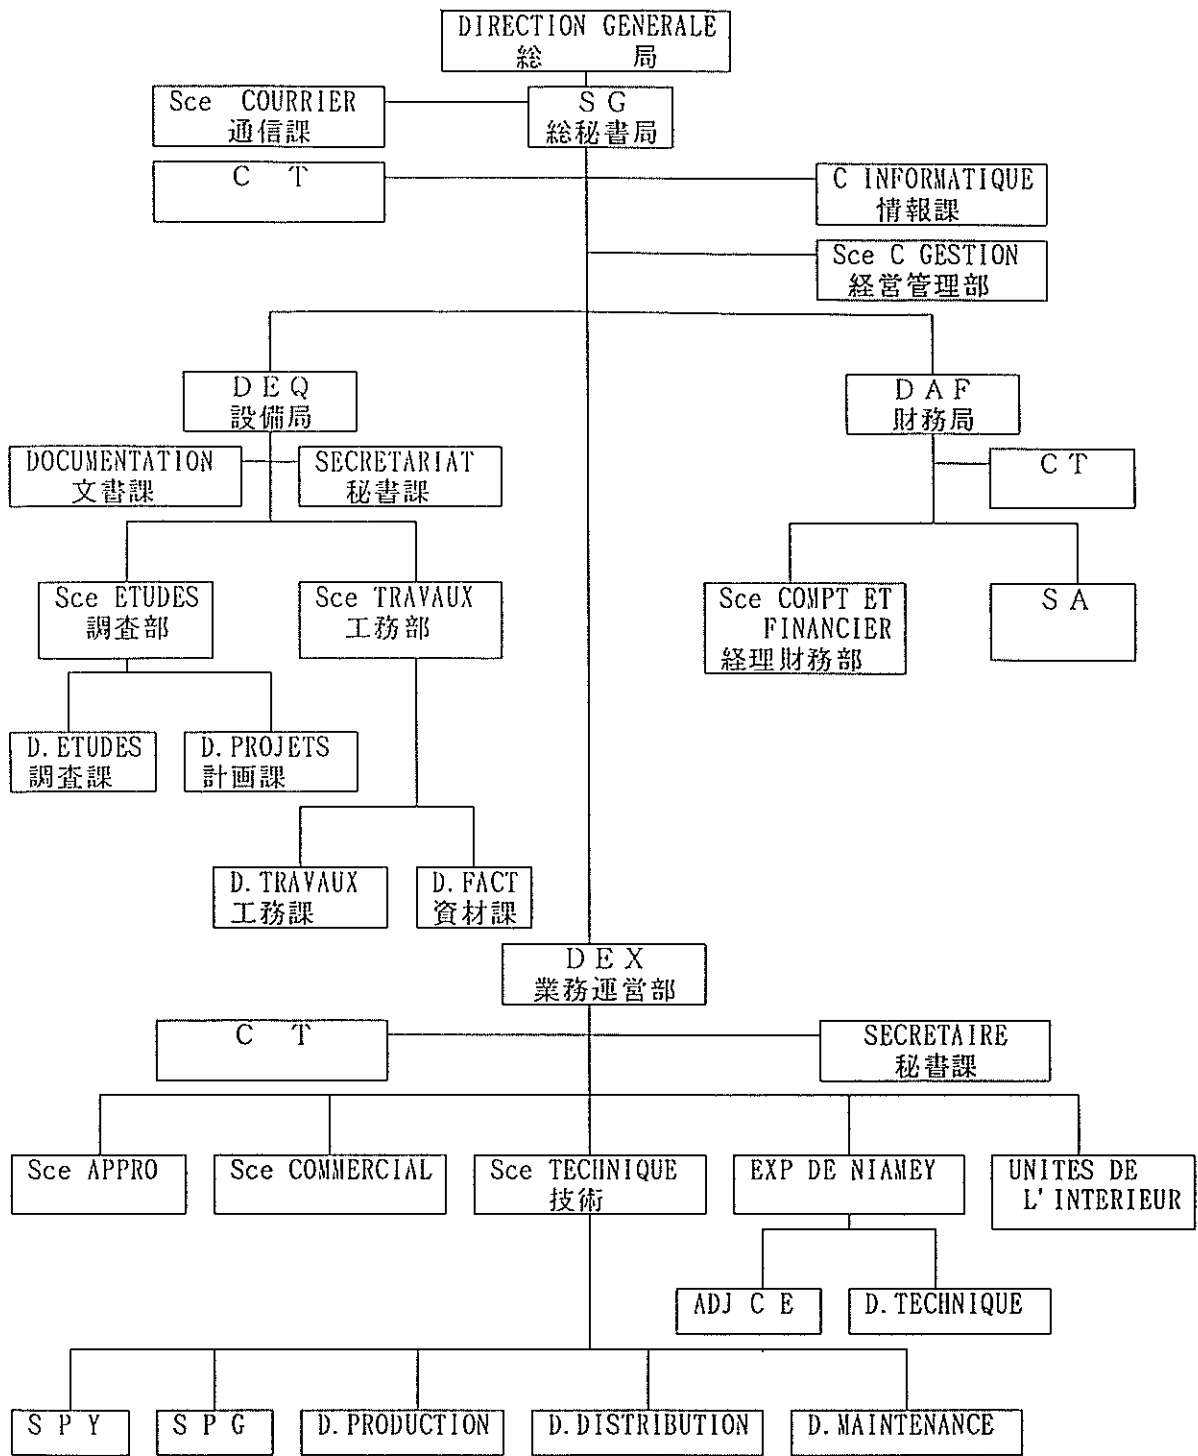 DIRECTION GENERALE
総 局
Sce COURRIER
通信課
S G
総秘書局
C T
C INFORMATIQUE
情報課
Sce C GESTION
経営管理部
D E Q
設備局
D A F
財務局
DOCUMENTATION
文書課
SECRETARIAT
秘書課
C T
Sce ETUDES
調査部
Sce TRAVAUX
工務部
Sce COMPT ET
FINANCIER
経理財務部
S A
D. ETUDES
調査課
D. PROJETS
計画課
D. TRAVAUX
工務課
D. FACT
資材課
D E X
業務運営部
C T
SECRETAIRE
秘書課
Sce APPRO
Sce COMMERCIAL
Sce TECHNIQUE
技術
EXP DE NIAMEY
UNITES DE
L' INTERIEUR
ADJ C E
D. TECHNIQUE
S P Y
S P G
D. PRODUCTION
D. DISTRIBUTION
D. MAINTENANCE